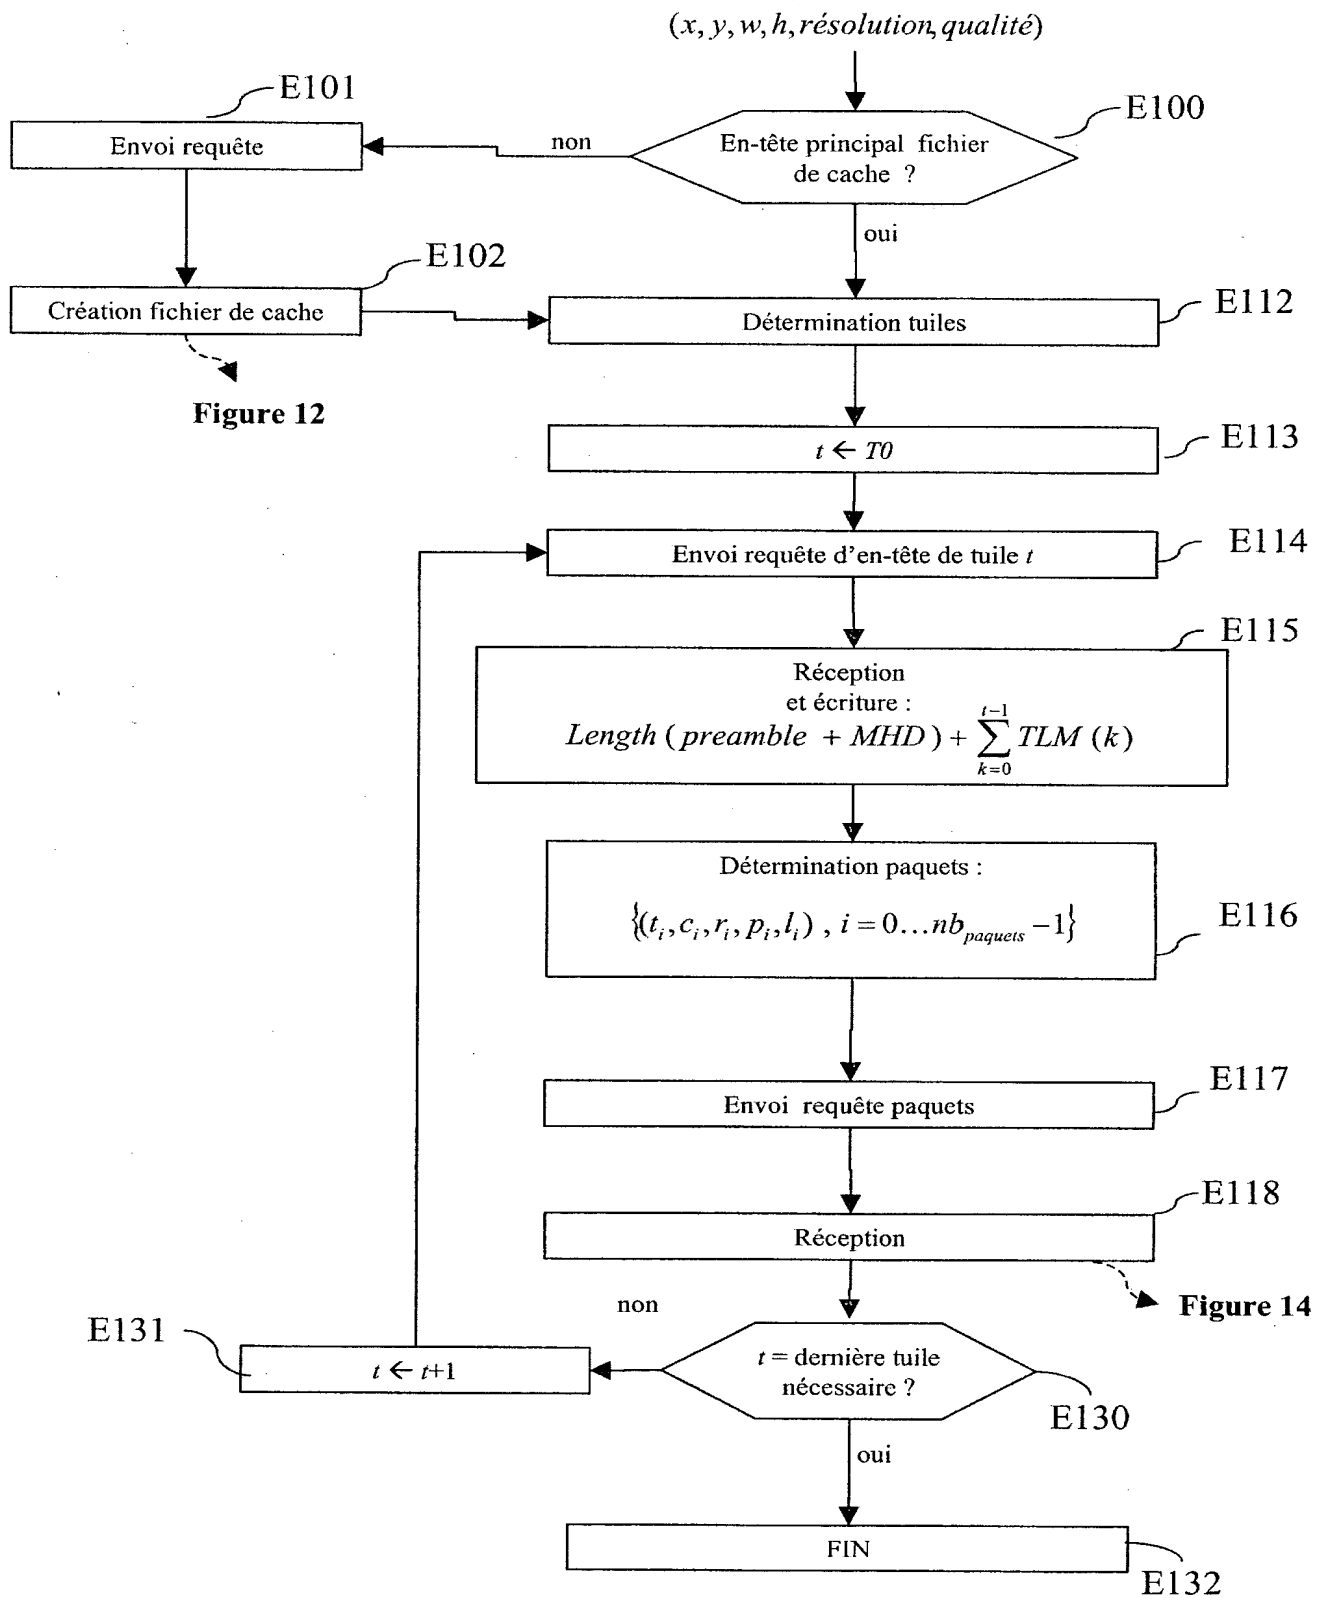 (x, y, w, h, résolution, qualité)
E101
E100
Envoi requête
non
En-tête principal fichier
de cache ?
oui
E102
Création fichier de cache
E112
Détermination tuiles
Figure 12
E113
t ← T0
E114
Envoi requête d'en-tête de tuile t
E115
Réception
et écriture :
Length ( preamble + MHD ) + ∑_{k=0}^{t−1} TLM (k)
Détermination paquets :
{(t_i, c_i, r_i, p_i, l_i) , i = 0…nb_{paquets} −1}
E116
E117
Envoi requête paquets
E118
Réception
Figure 14
non
E131
t ← t+1
t = dernière tuile
nécessaire ?
E130
oui
FIN
E132